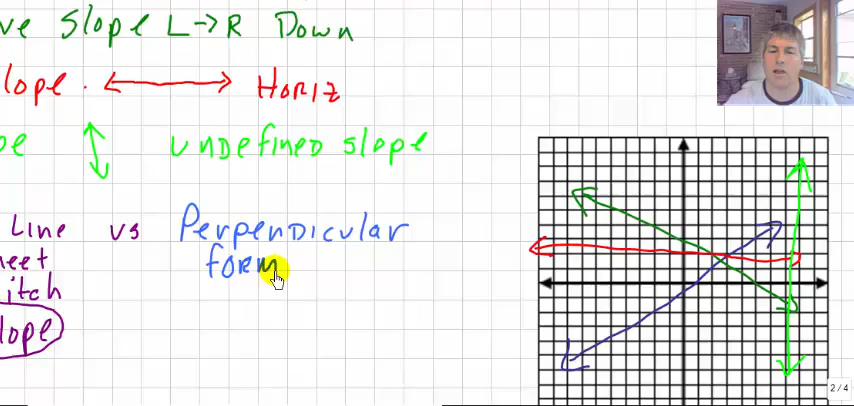 ve Slope L → R Down
lope. ↔ Horiz
pe ↕ undefined slope
Line vs Perpendicular
neet form
itch
lope
2/4